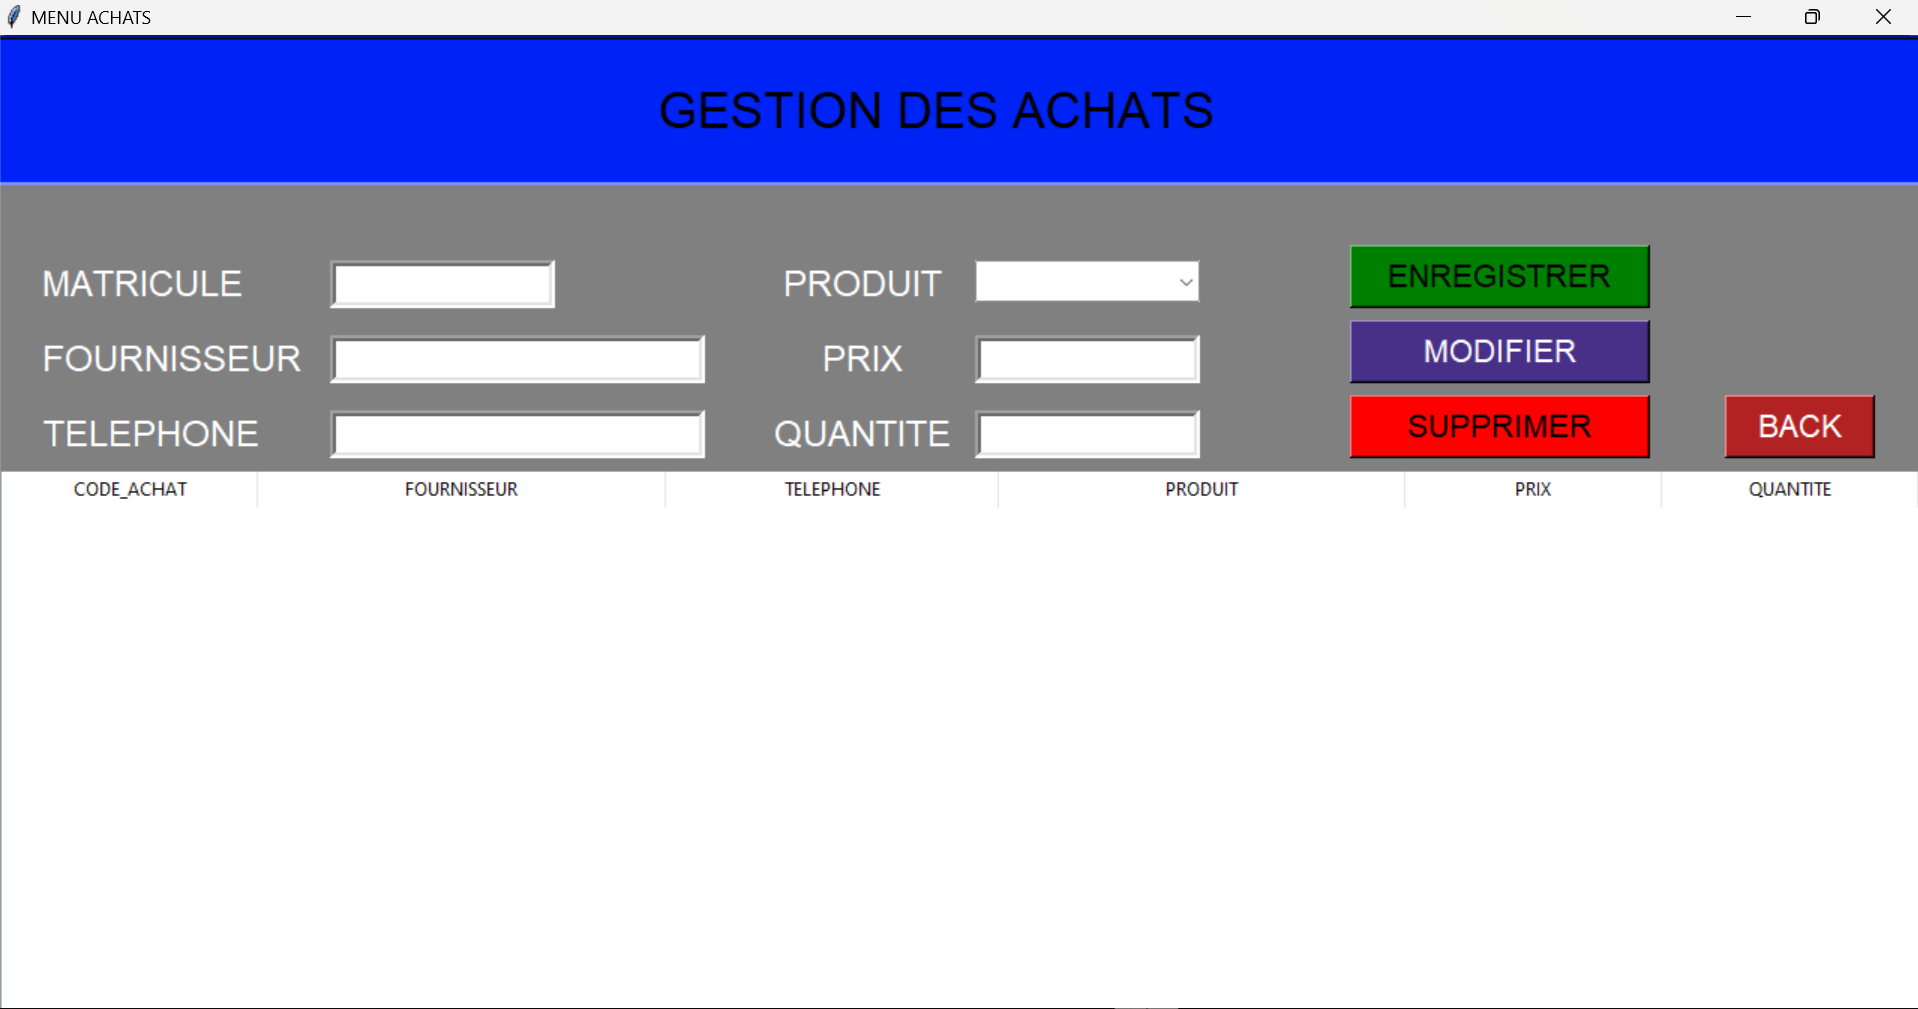 MENU ACHATS
GESTION DES ACHATS
MATRICULE PRODUIT ENREGISTRER
FOURNISSEUR PRIX MODIFIER
TELEPHONE QUANTITE SUPPRIMER BACK
CODE_ACHAT FOURNISSEUR TELEPHONE PRODUIT PRIX QUANTITE